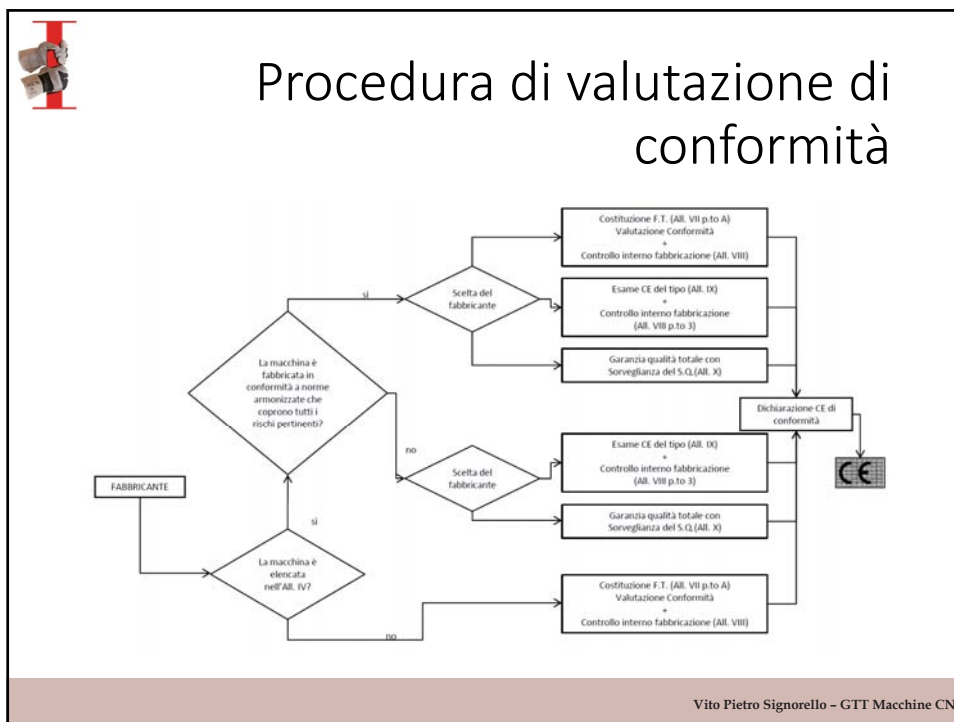 Procedura di valutazione di
conformità
Costituzione F.T. (All. VII p.to A)
Valutazione Conformità
+
Controllo interno fabbricazione (All. VIII)
si
Scelta del
fabbricante
Esame CE del tipo (All. IX)
+
Controllo interno fabbricazione
(All. VIII p.to 3)
Garanzia qualità totale con
Sorveglianza del S.Q.(All. X)
La macchina è
fabbricata in
conformità a norme
armonizzate che
coprono tutti i
rischi pertinenti?
Dichiarazione CE di
conformità
CE
no
Scelta del
fabbricante
Esame CE del tipo (All. IX)
+
Controllo interno fabbricazione
(All. VIII p.to 3)
Garanzia qualità totale con
Sorveglianza del S.Q.(All. X)
FABBRICANTE
si
La macchina è
elencata
nell'All. IV?
no
Costituzione F.T. (All. VII p.to A)
Valutazione Conformità
+
Controllo interno fabbricazione (All. VIII)
Vito Pietro Signorello – GTT Macchine CN